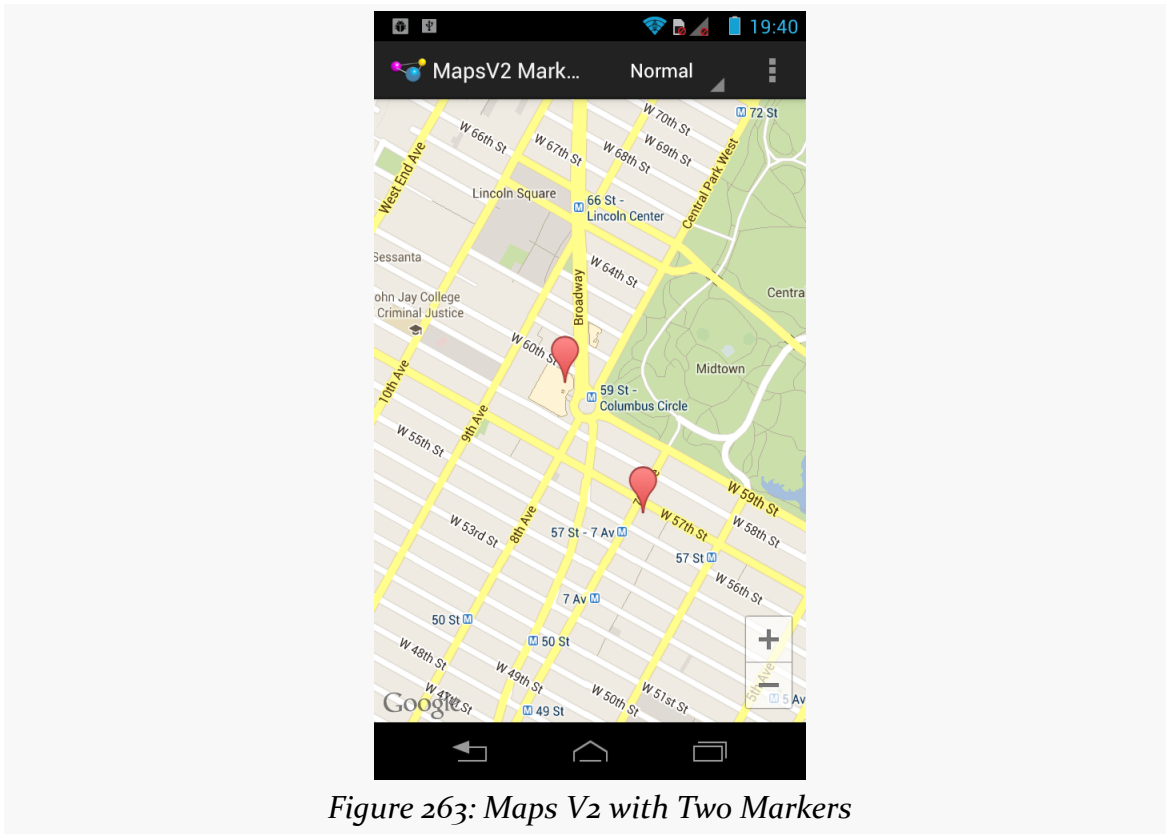 19:40
MapsV2 Mark...
Normal
W 70th St
M 72 St
W 66th St
W 67th St
W 68th St
W 69th St
West End Ave
Central Park West
Lincoln Square
M 66 St -
Lincoln Center
Sessanta
W 64th St
Broadway
Centra
ohn Jay College
Criminal Justice
W 60th St
Midtown
10th Ave
M 59 St -
Columbus Circle
9th Ave
W 55th St
W 59th St
W 57th St
8th Ave
W 53rd St
57 St - 7 Av M
W 58th St
57 St M
W 56th St
7 Av M
50 St M
M 50 St
W 48th St
W 49th St
5th Ave
W 50th St
W 51st St
M 5 Av
Google
M 49 St
Figure 263: Maps V2 with Two Markers